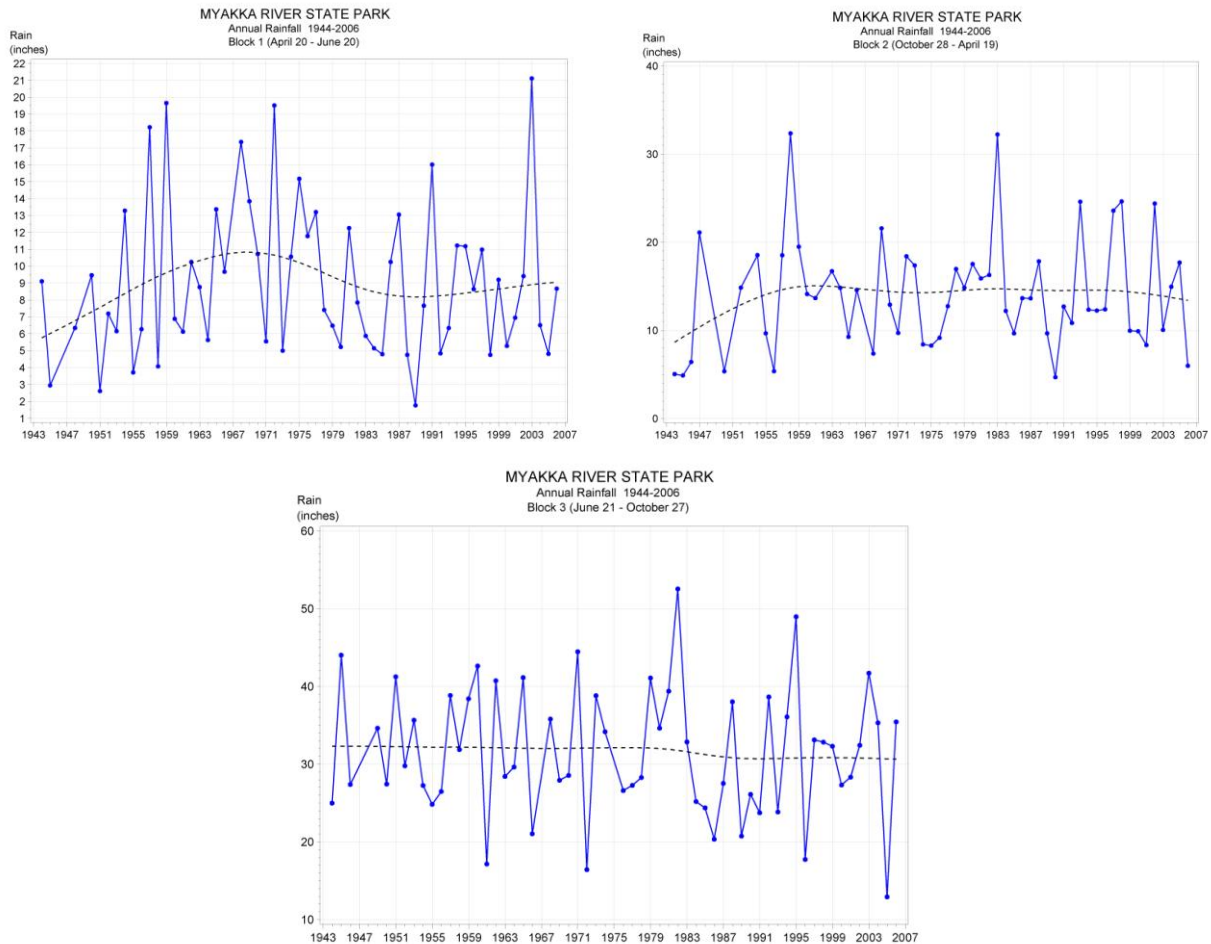 MYAKKA RIVER STATE PARK
Annual Rainfall 1944-2006
Block 1 (April 20 - June 20)
Rain
(inches)
22
21
20
19
18
17
16
15
14
13
12
11
10
9
8
7
6
5
4
3
2
1
1943 1947 1951 1955 1959 1963 1967 1971 1975 1979 1983 1987 1991 1995 1999 2003 2007
MYAKKA RIVER STATE PARK
Annual Rainfall 1944-2006
Block 2 (October 28 - April 19)
Rain
(inches)
40
30
20
10
0
1943 1947 1951 1955 1959 1963 1967 1971 1975 1979 1983 1987 1991 1995 1999 2003 2007
MYAKKA RIVER STATE PARK
Annual Rainfall 1944-2006
Block 3 (June 21 - October 27)
Rain
(inches)
60
50
40
30
20
10
1943 1947 1951 1955 1959 1963 1967 1971 1975 1979 1983 1987 1991 1995 1999 2003 2007